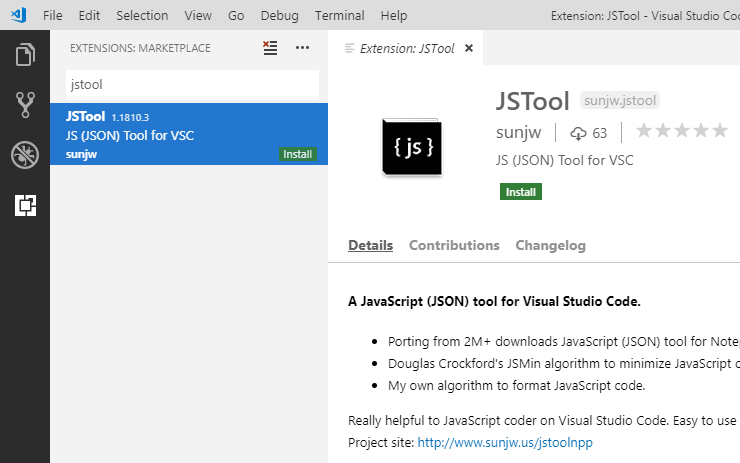 File Edit Selection View Go Debug Terminal Help Extension: JSTool - Visual Studio
EXTENSIONS: MARKETPLACE
jstool
JSTool 1.1810.3
JS (JSON) Tool for VSC
sunjw Install
Extension: JSTool
{ js }
JSTool sunjw.jstool
sunjw 63
JS (JSON) Tool for VSC
Install
Details Contributions Changelog
A JavaScript (JSON) tool for Visual Studio Code.
Porting from 2M+ downloads JavaScript (JSON) tool for
Douglas Crockford's JSMin algorithm to minimize JavaScript
My own algorithm to format JavaScript code.
Really helpful to JavaScript coder on Visual Studio Code. Easy to use
Project site: http://www.sunjw.us/jstoolnpp